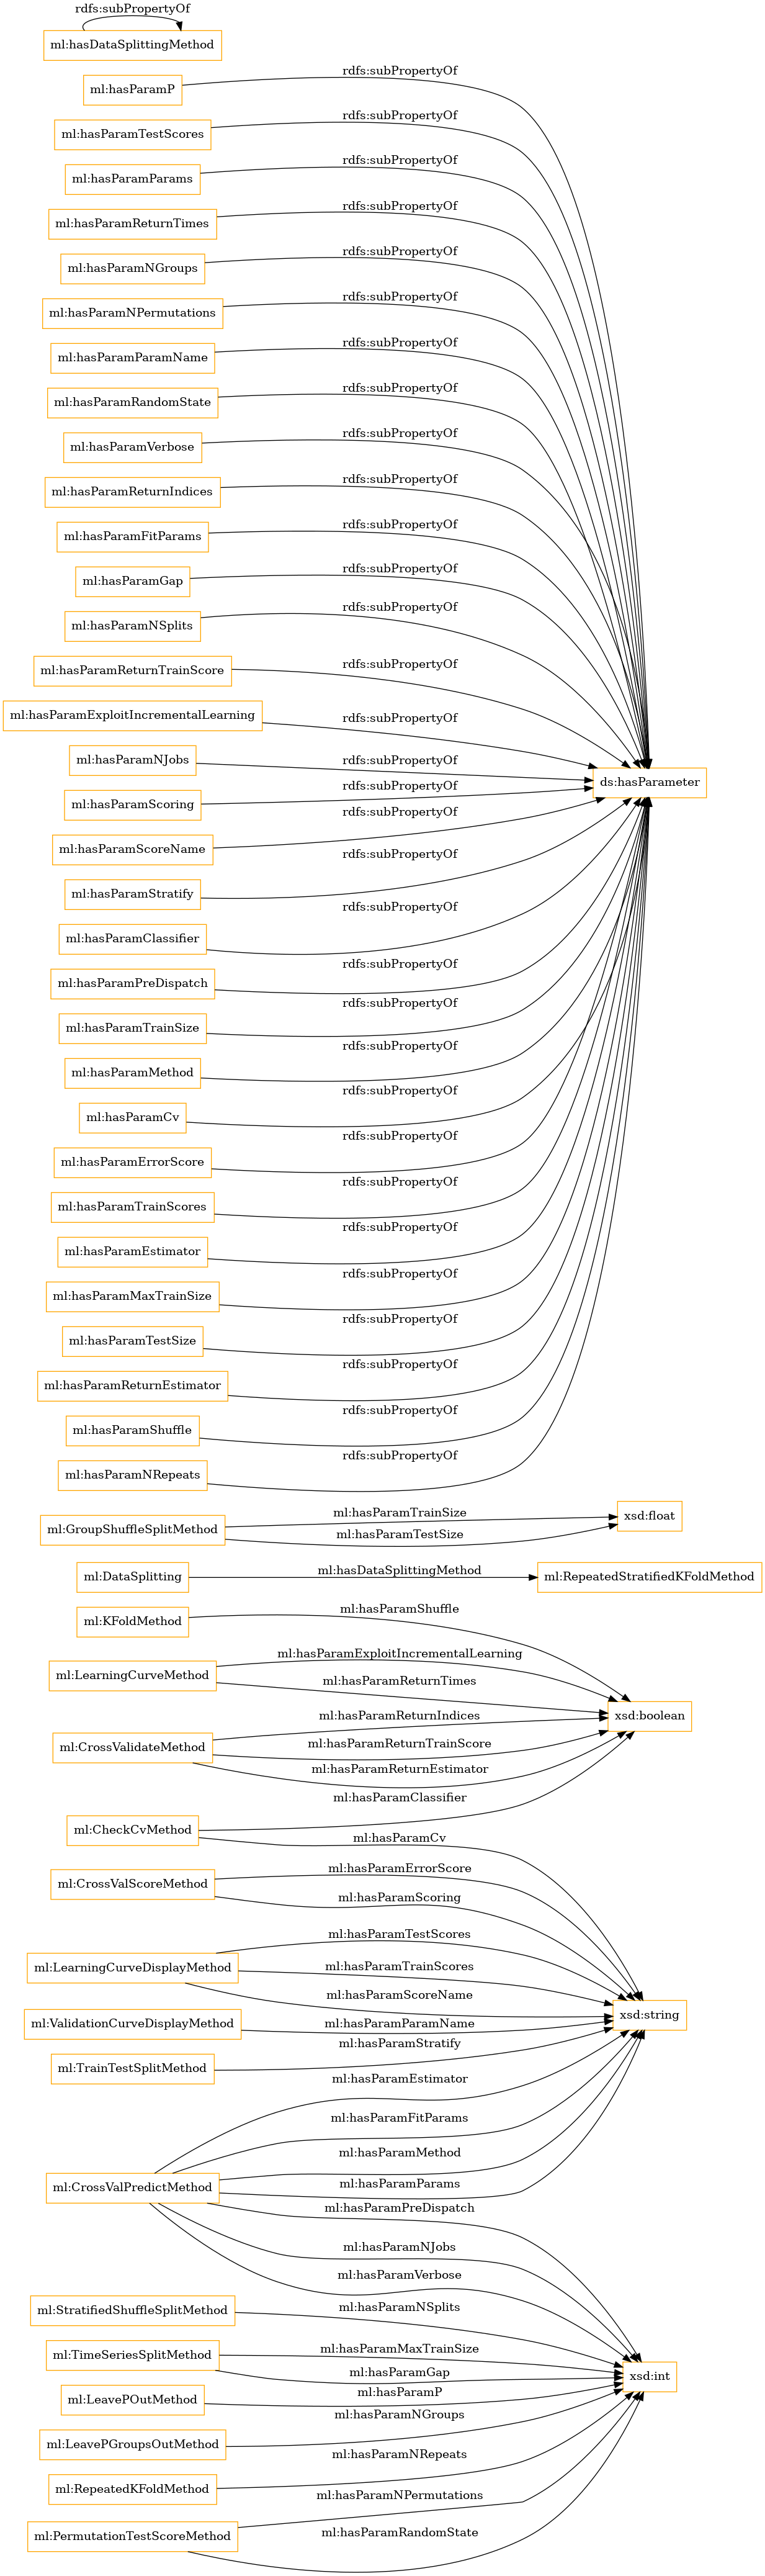 rdfs:subPropertyOf
ml:hasDataSplittingMethod
ml:hasParamP
rdfs:subPropertyOf
ml:hasParamTestScores
rdfs:subPropertyOf
ml:hasParamParams
rdfs:subPropertyOf
ml:hasParamReturnTimes
rdfs:subPropertyOf
ml:hasParamNGroups
rdfs:subPropertyOf
ml:hasParamNPermutations
rdfs:subPropertyOf
ml:hasParamParamName
rdfs:subPropertyOf
ml:hasParamRandomState
rdfs:subPropertyOf
ml:hasParamVerbose
rdfs:subPropertyOf
ml:hasParamReturnIndices
rdfs:subPropertyOf
ml:hasParamFitParams
rdfs:subPropertyOf
ml:hasParamGap
rdfs:subPropertyOf
ml:hasParamNSplits
rdfs:subPropertyOf
ml:hasParamReturnTrainScore
rdfs:subPropertyOf
ml:hasParamExploitIncrementalLearning
rdfs:subPropertyOf
ml:hasParamNJobs
rdfs:subPropertyOf
ds:hasParameter
ml:hasParamScoring
rdfs:subPropertyOf
ml:hasParamScoreName
rdfs:subPropertyOf
ml:hasParamStratify
rdfs:subPropertyOf
ml:hasParamClassifier
rdfs:subPropertyOf
ml:hasParamPreDispatch
rdfs:subPropertyOf
ml:hasParamTrainSize
rdfs:subPropertyOf
ml:hasParamMethod
rdfs:subPropertyOf
ml:hasParamCv
rdfs:subPropertyOf
ml:hasParamErrorScore
rdfs:subPropertyOf
ml:hasParamTrainScores
rdfs:subPropertyOf
ml:hasParamEstimator
rdfs:subPropertyOf
ml:hasParamMaxTrainSize
rdfs:subPropertyOf
ml:hasParamTestSize
rdfs:subPropertyOf
ml:hasParamReturnEstimator
rdfs:subPropertyOf
ml:hasParamShuffle
rdfs:subPropertyOf
ml:hasParamNRepeats
rdfs:subPropertyOf
ml:GroupShuffleSplitMethod
ml:hasParamTrainSize
ml:hasParamTestSize
xsd:float
ml:DataSplitting
ml:hasDataSplittingMethod
ml:RepeatedStratifiedKFoldMethod
ml:KFoldMethod
ml:hasParamShuffle
ml:LearningCurveMethod
ml:hasParamExploitIncrementalLearning
ml:hasParamReturnTimes
xsd:boolean
ml:CrossValidateMethod
ml:hasParamReturnIndices
ml:hasParamReturnTrainScore
ml:hasParamReturnEstimator
ml:CheckCvMethod
ml:hasParamClassifier
ml:hasParamCv
ml:CrossValScoreMethod
ml:hasParamErrorScore
ml:hasParamScoring
ml:LearningCurveDisplayMethod
ml:hasParamTestScores
ml:hasParamTrainScores
ml:hasParamScoreName
xsd:string
ml:ValidationCurveDisplayMethod
ml:hasParamParamName
ml:TrainTestSplitMethod
ml:hasParamStratify
ml:CrossValPredictMethod
ml:hasParamEstimator
ml:hasParamFitParams
ml:hasParamMethod
ml:hasParamParams
ml:hasParamPreDispatch
ml:hasParamNJobs
ml:hasParamVerbose
ml:StratifiedShuffleSplitMethod
ml:hasParamNSplits
ml:TimeSeriesSplitMethod
ml:hasParamMaxTrainSize
ml:hasParamGap
xsd:int
ml:LeavePOutMethod
ml:hasParamP
ml:LeavePGroupsOutMethod
ml:hasParamNGroups
ml:RepeatedKFoldMethod
ml:hasParamNRepeats
ml:PermutationTestScoreMethod
ml:hasParamNPermutations
ml:hasParamRandomState